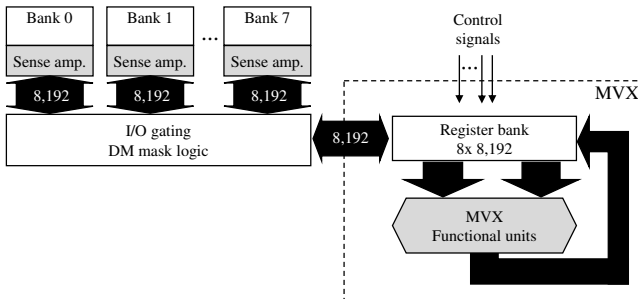 Bank 0
Bank 1
...
Bank 7
Sense amp.
Sense amp.
Sense amp.
8,192
8,192
8,192
I/O gating
DM mask logic
8,192
Control
signals
...
MVX
Register bank
8x 8,192
MVX
Functional units